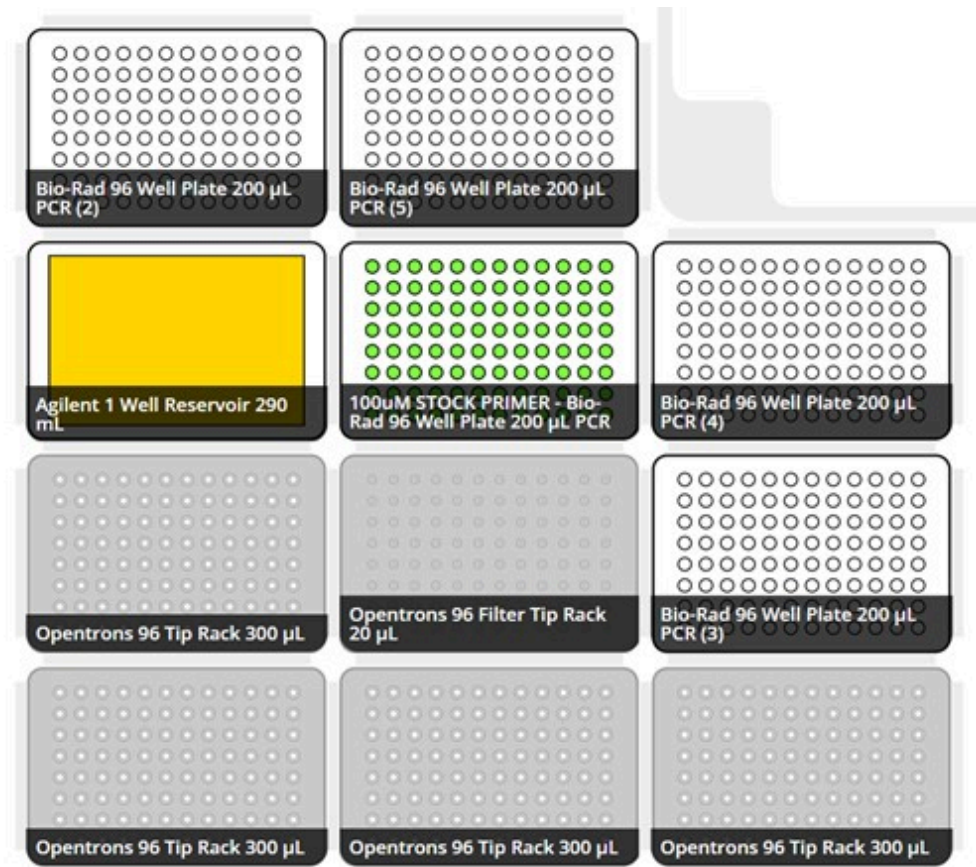 Bio-Rad 96 Well Plate 200 µL
PCR (2)
Bio-Rad 96 Well Plate 200 µL
PCR (5)
Agilent 1 Well Reservoir 290
mL
100uM STOCK PRIMER - Bio-
Rad 96 Well Plate 200 µL PCR
Bio-Rad 96 Well Plate 200 µL
PCR (4)
Opentrons 96 Tip Rack 300 µL
Opentrons 96 Filter Tip Rack
20 µL
Bio-Rad 96 Well Plate 200 µL
PCR (3)
Opentrons 96 Tip Rack 300 µL
Opentrons 96 Tip Rack 300 µL
Opentrons 96 Tip Rack 300 µL